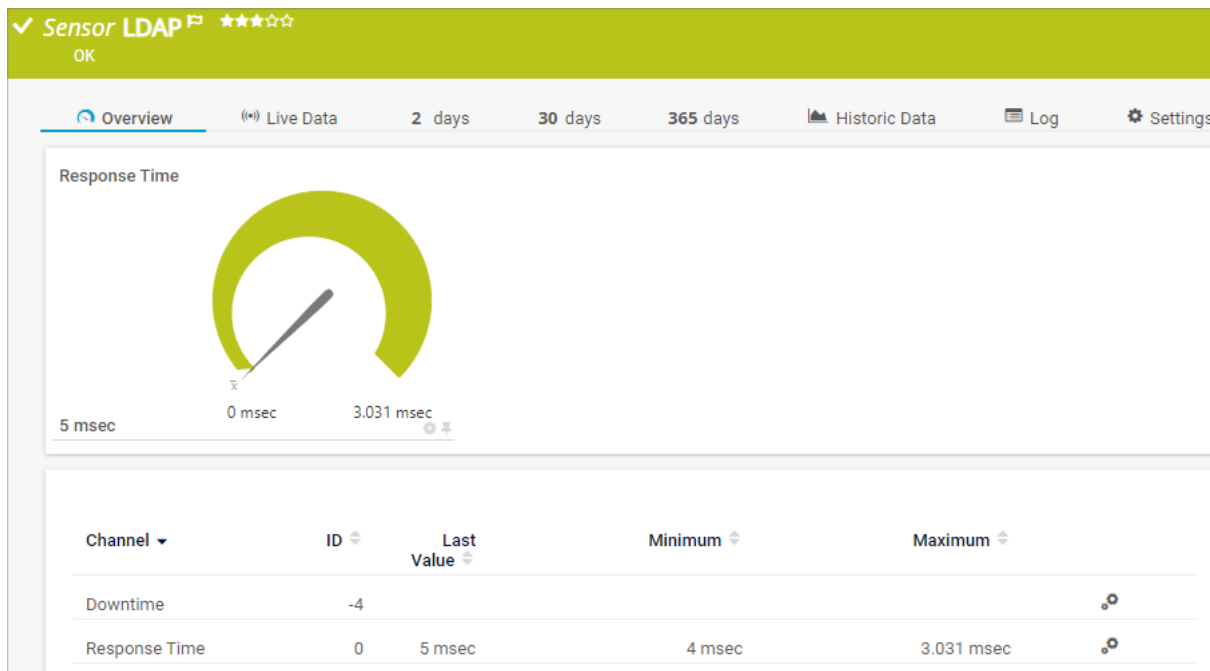 Sensor LDAP
OK
Overview Live Data 2 days 30 days 365 days Historic Data Log Settings
Response Time
x̄
0 msec 3.031 msec
5 msec
Channel ID Last Value Minimum Maximum
Downtime -4
Response Time 0 5 msec 4 msec 3.031 msec